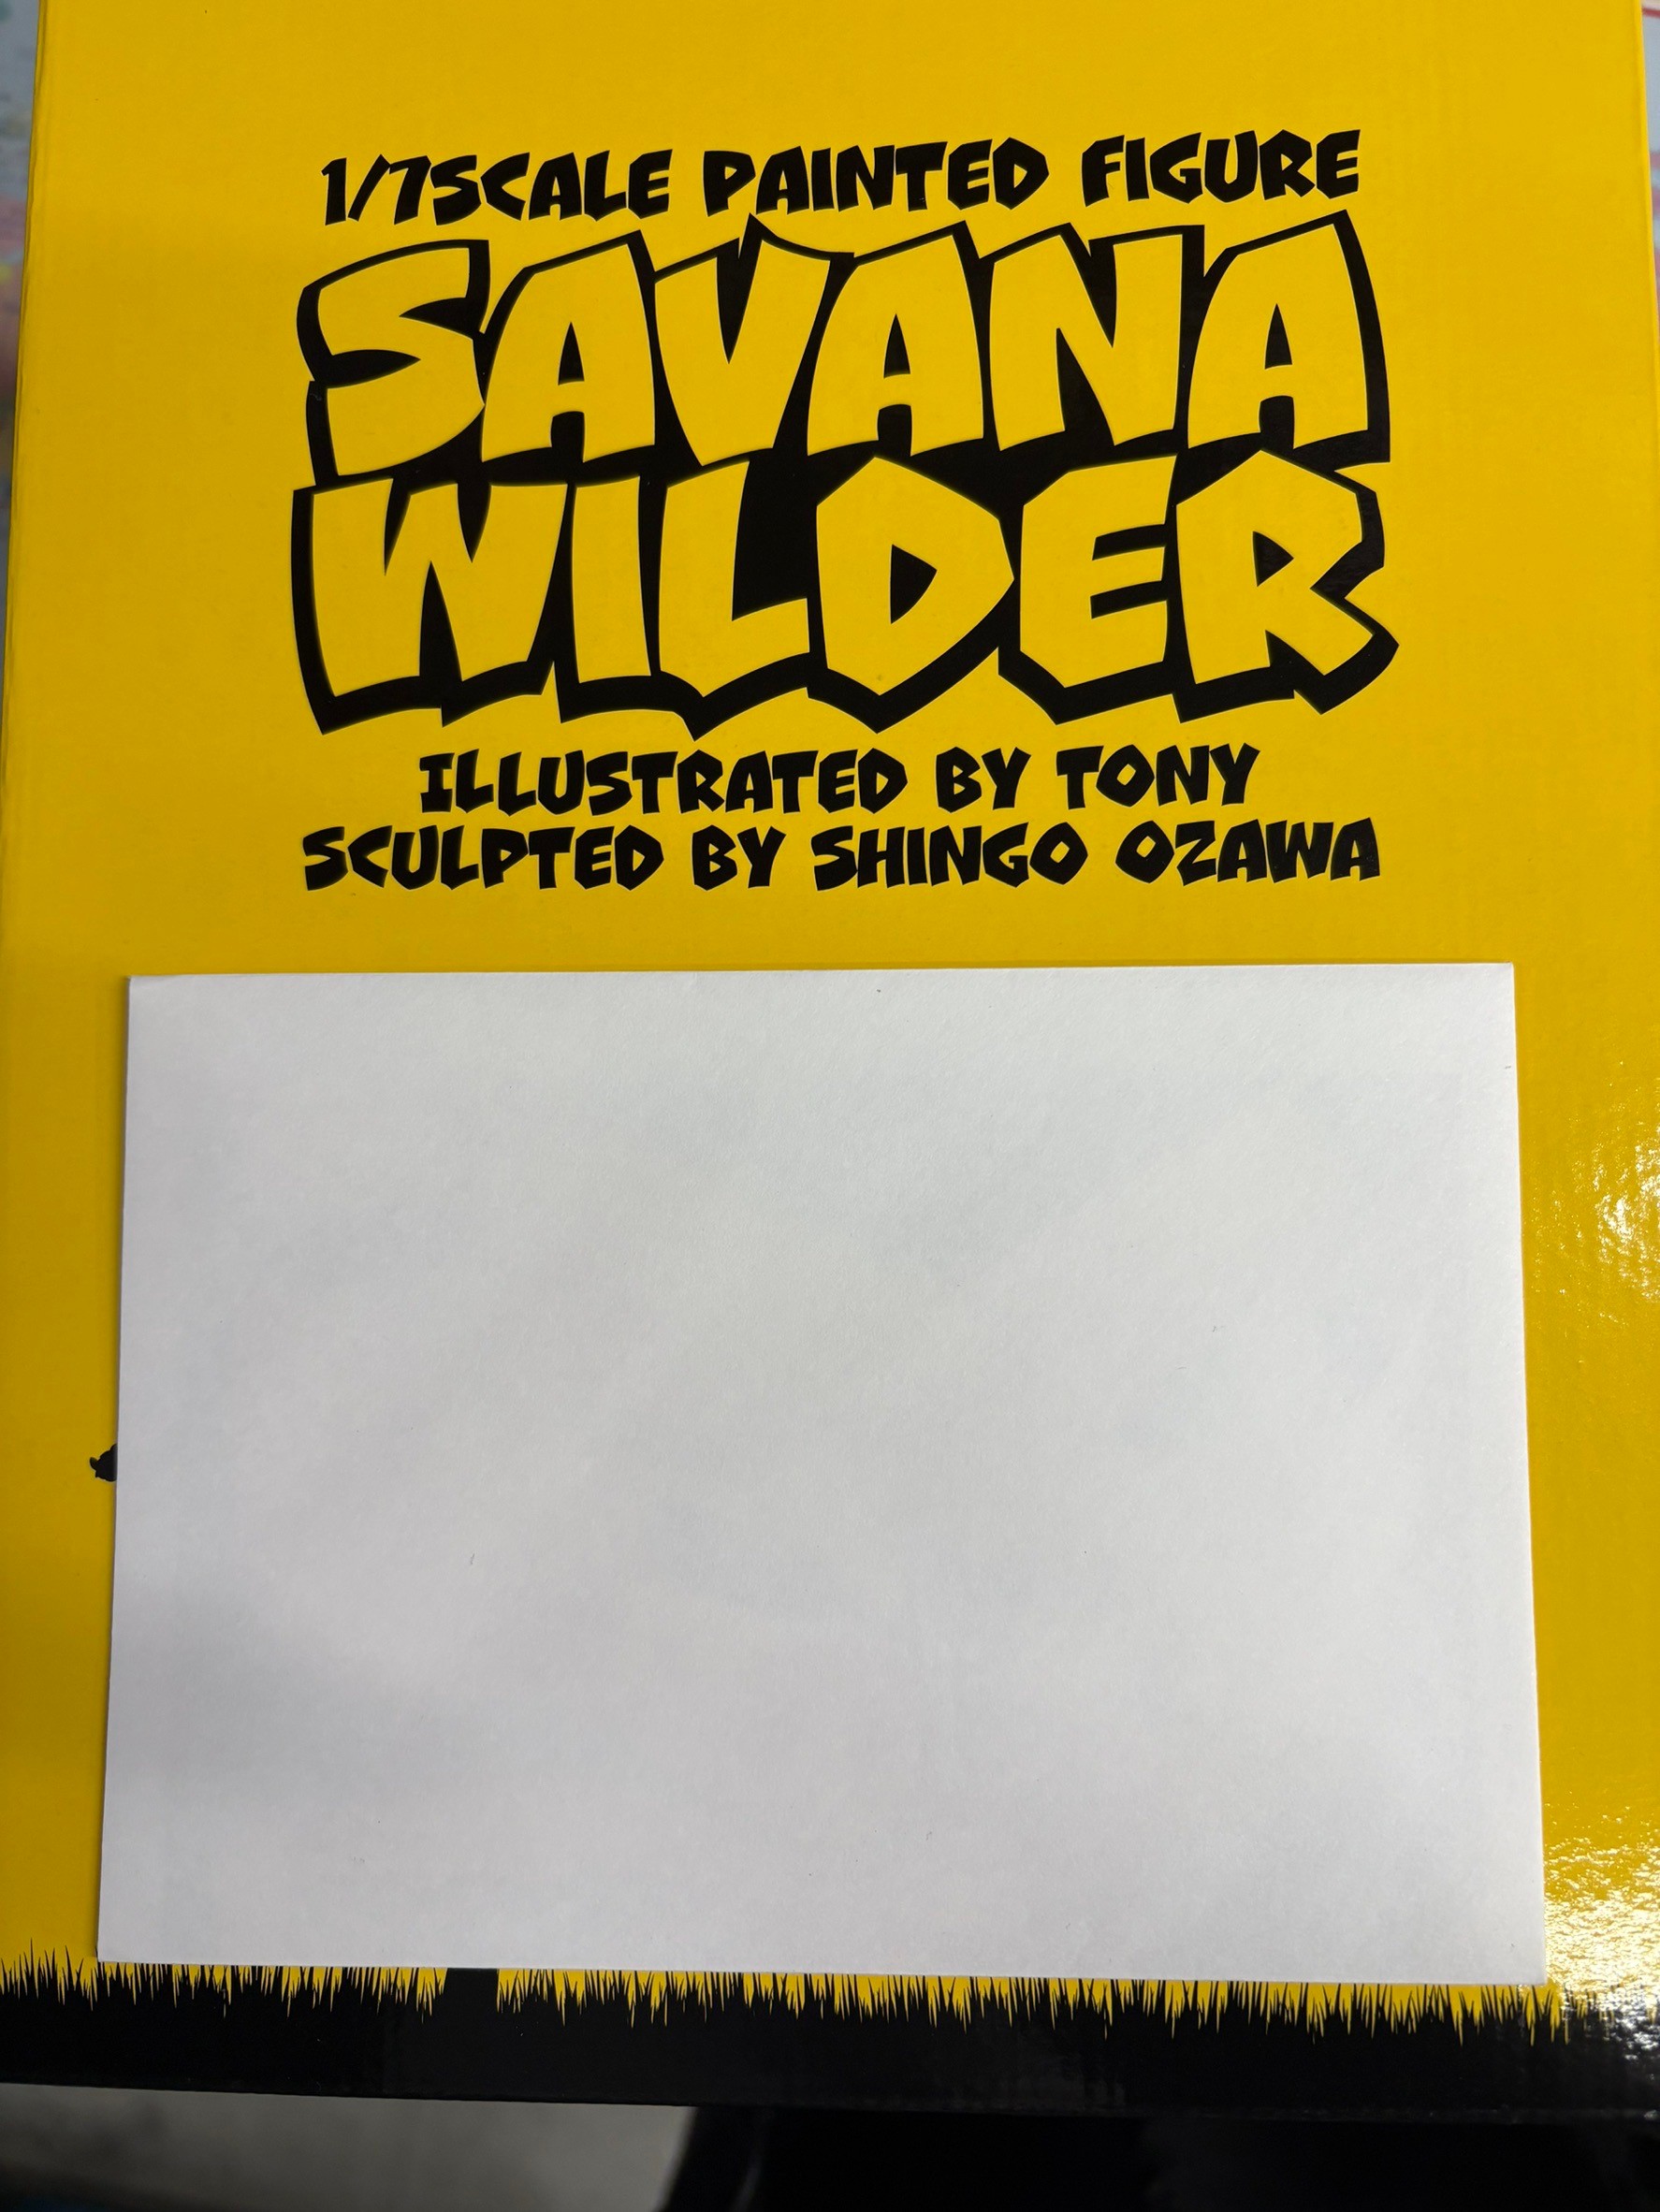 1/7SCALE PAINTED FIGURE
SAVANA
WILDER
ILLUSTRATED BY TONY
SCULPTED BY SHINGO OZAWA